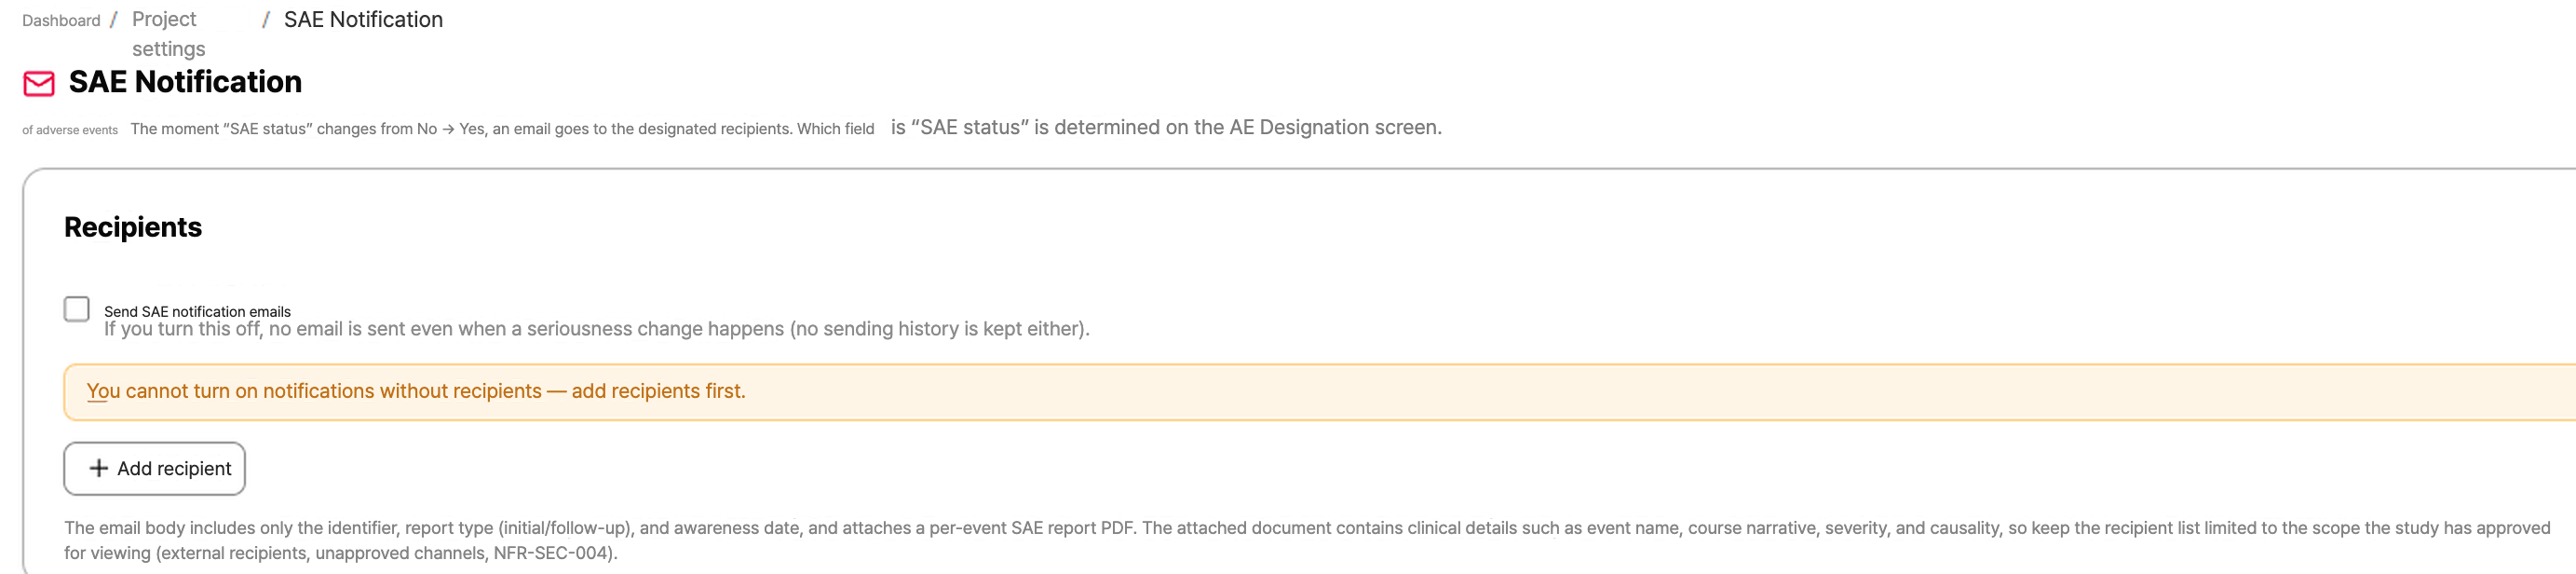 Dashboard / Project settings / SAE Notification
SAE Notification
of adverse events The moment “SAE status” changes from No → Yes, an email goes to the designated recipients. Which field is “SAE status” is determined on the AE Designation screen.
Recipients
Send SAE notification emails
If you turn this off, no email is sent even when a seriousness change happens (no sending history is kept either).
You cannot turn on notifications without recipients — add recipients first.
+ Add recipient
The email body includes only the identifier, report type (initial/follow-up), and awareness date, and attaches a per-event SAE report PDF. The attached document contains clinical details such as event name, course narrative, severity, and causality, so keep the recipient list limited to the scope the study has approved
for viewing (external recipients, unapproved channels, NFR-SEC-004).